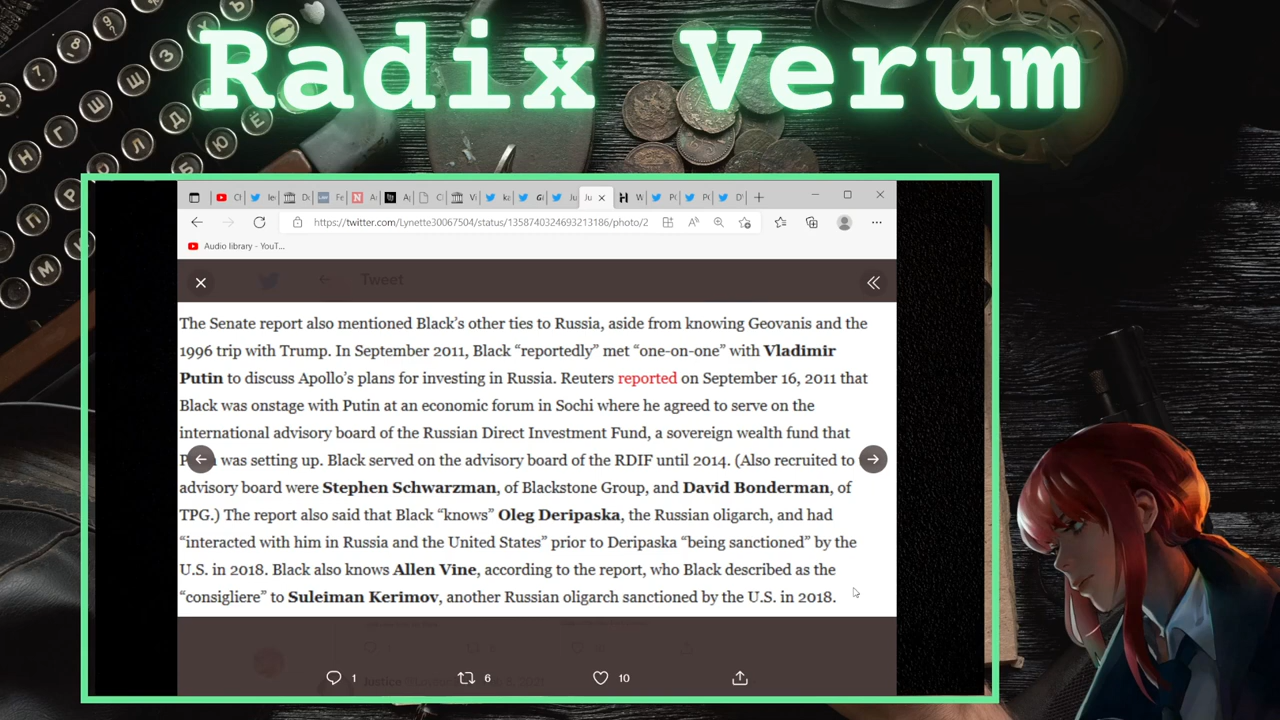 Radix Verum
https://twitter.com/Lynette30067504/status/1358740324693213186/photo/2
Audio library - YouT...
Tweet
The Senate report also mentioned Black's other ties to Russia, aside from knowing Geovanis and the
1996 trip with Trump. In September 2011, Black “reportedly” met “one-on-one” with Vladimir
Putin to discuss Apollo's plans for investing in Russia. Reuters reported on September 16, 2011 that
Black was onstage with Putin at an economic forum in Sochi where he agreed to serve on the
international advisory board of the Russian Direct Investment Fund, a sovereign wealth fund that
was setting up. Black served on the advisory board of the RDIF until 2014. (Also recruited to
advisory board were Stephen Schwarzman, of Blackstone Group, and David Bonderman, of
TPG.) The report also said that Black “knows” Oleg Deripaska, the Russian oligarch, and had
“interacted with him in Russia and the United States” prior to Deripaska “being sanctioned” by the
U.S. in 2018. Black also knows Allen Vine, according to the report, who Black described as the
“consigliere” to Suleiman Kerimov, another Russian oligarch sanctioned by the U.S. in 2018.
1 6 10